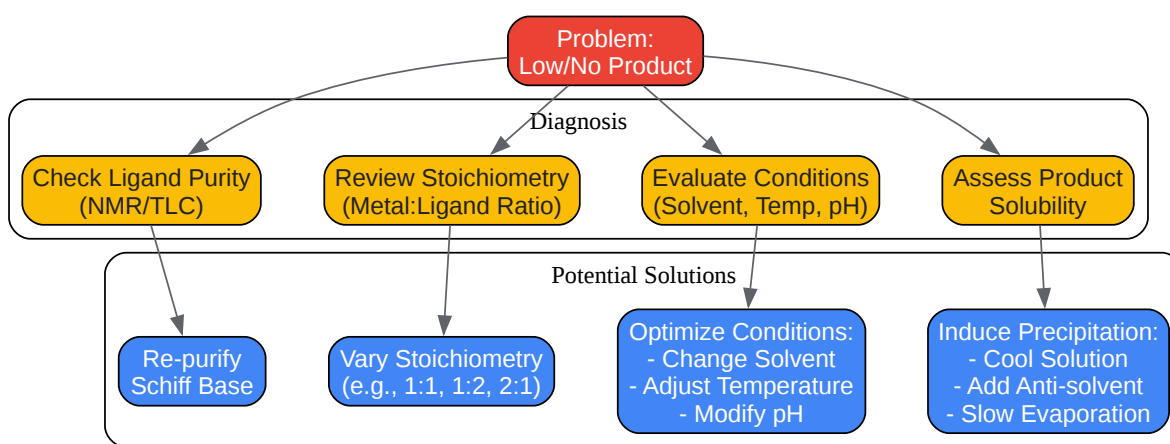 Problem:
Low/No Product
Diagnosis
Check Ligand Purity
(NMR/TLC)
Review Stoichiometry
(Metal:Ligand Ratio)
Evaluate Conditions
(Solvent, Temp, pH)
Assess Product
Solubility
Potential Solutions
Re-purify
Schiff Base
Vary Stoichiometry
(e.g., 1:1, 1:2, 2:1)
Optimize Conditions:
- Change Solvent
- Adjust Temperature
- Modify pH
Induce Precipitation:
- Cool Solution
- Add Anti-solvent
- Slow Evaporation